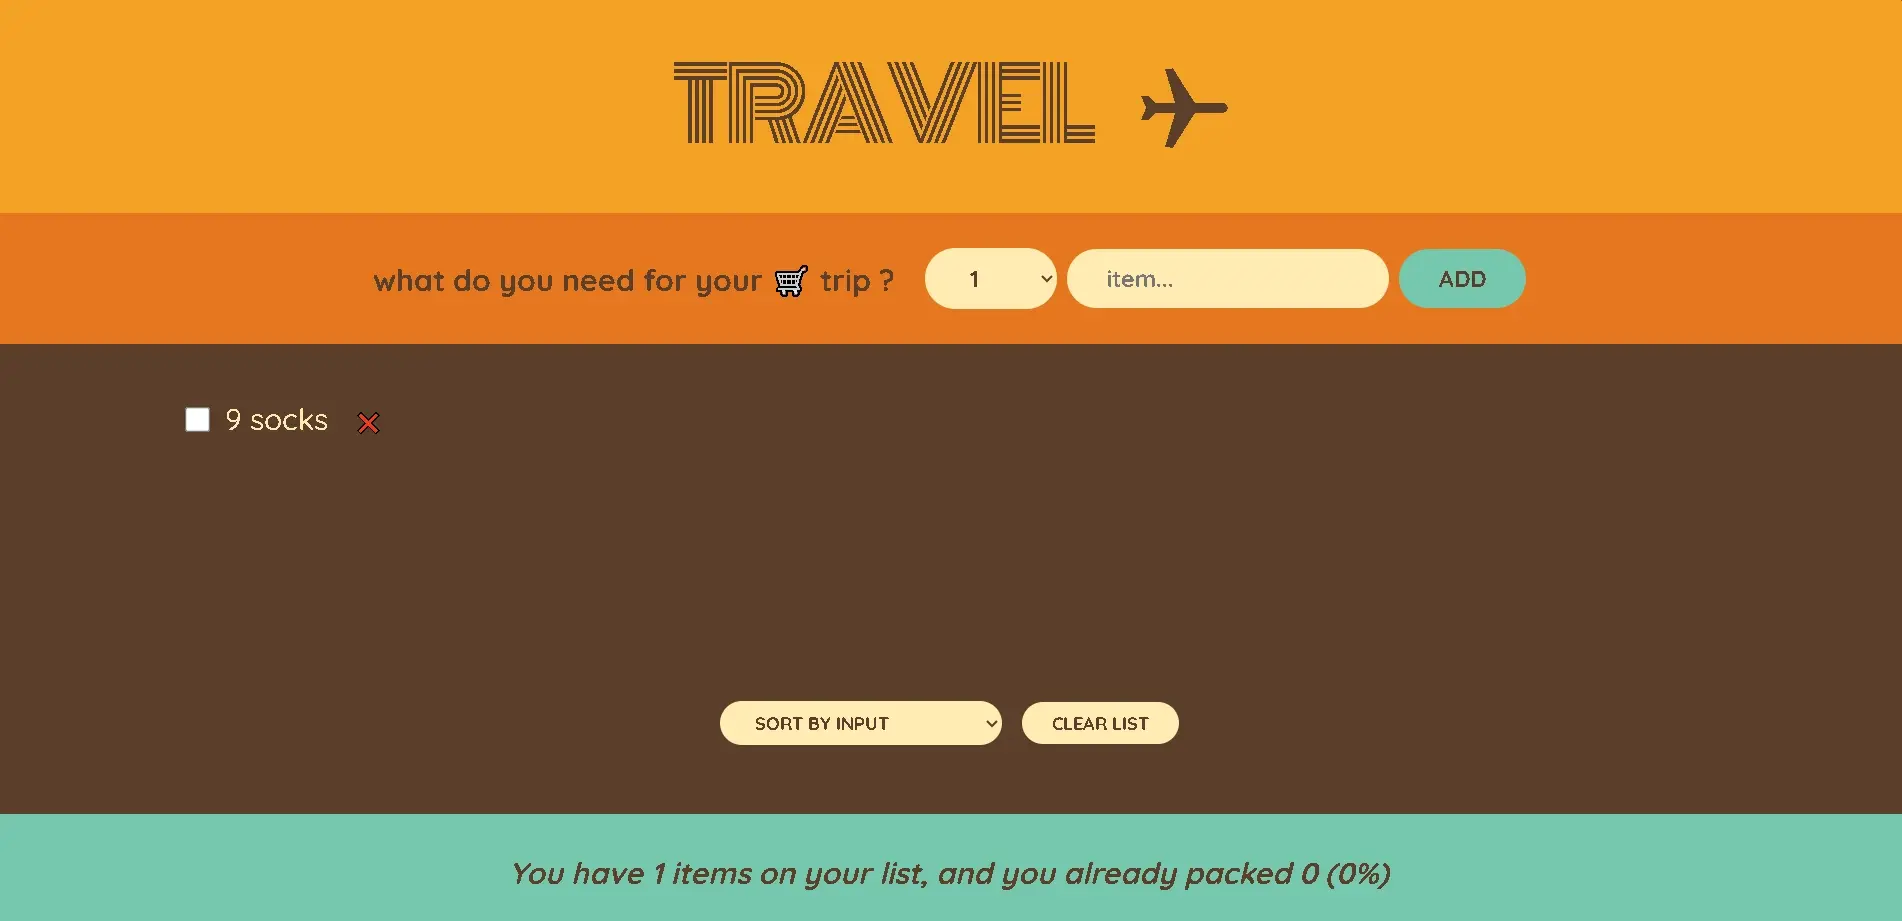 TRAVEL
what do you need for your 🛒 trip ? 1 item... ADD
9 socks ❌
SORT BY INPUT CLEAR LIST
You have 1 items on your list, and you already packed 0 (0%)